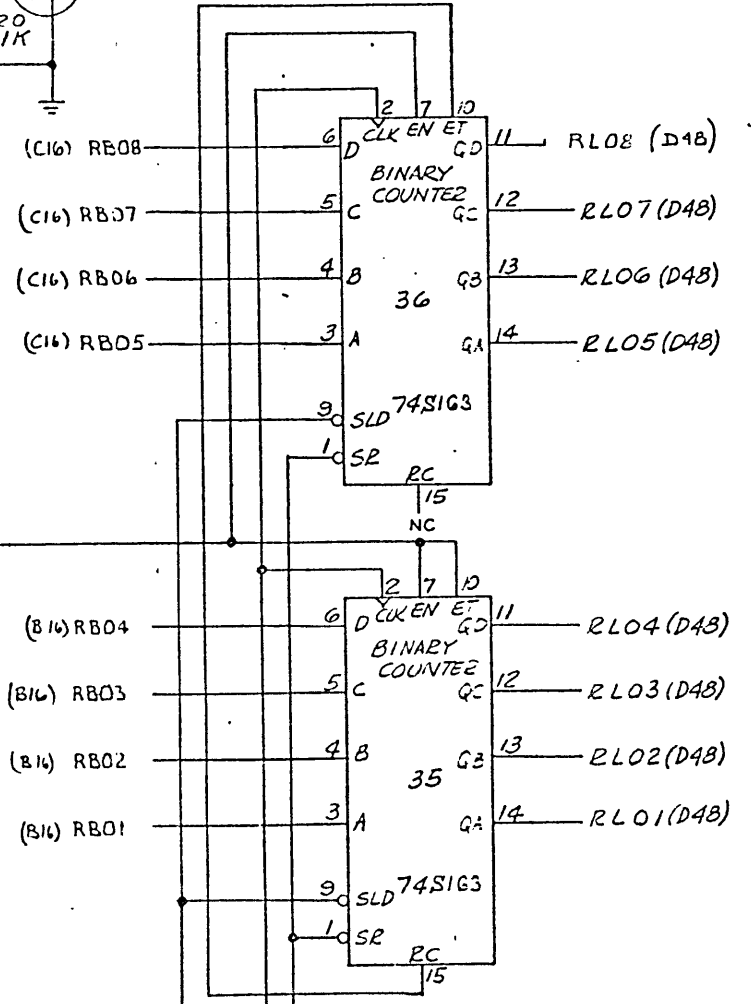 20
1K
2 7 10
CLK EN ET
(C16) RB08 6 D QD 11 RL08 (D48)
BINARY
COUNTER
(C16) RB07 5 C QC 12 RL07 (D48)
(C16) RB06 4 B QB 13 RL06 (D48)
36
(C16) RB05 3 A QA 14 RL05 (D48)
9 SLD 74S163
1 SR
RC
15
NC
2 7 10
CLK EN ET
(B16) RB04 6 D QD 11 RL04 (D48)
BINARY
COUNTER
(B16) RB03 5 C QC 12 RL03 (D48)
(B16) RB02 4 B QB 13 RL02 (D48)
35
(B16) RB01 3 A QA 14 RL01 (D48)
9 SLD 74S163
1 SR
RC
15